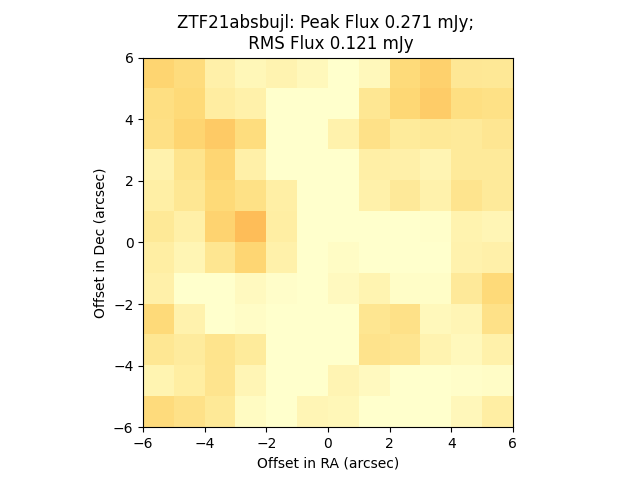 ZTF21absbujl: Peak Flux 0.271 mJy;
RMS Flux 0.121 mJy
6
4
2
0
−2
−4
−6
Offset in Dec (arcsec)
−6 −4 −2 0 2 4 6
Offset in RA (arcsec)